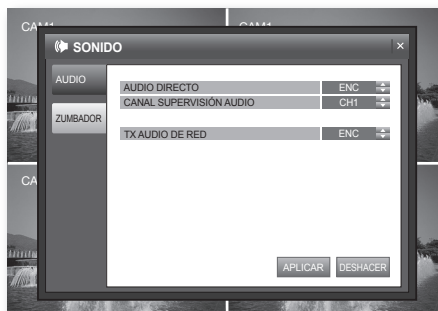 CAM1
SONIDO
AUDIO
AUDIO DIRECTO ENC
CANAL SUPERVISIÓN AUDIO CH1
ZUMBADOR
TX AUDIO DE RED ENC
CA
APLICAR DESHACER